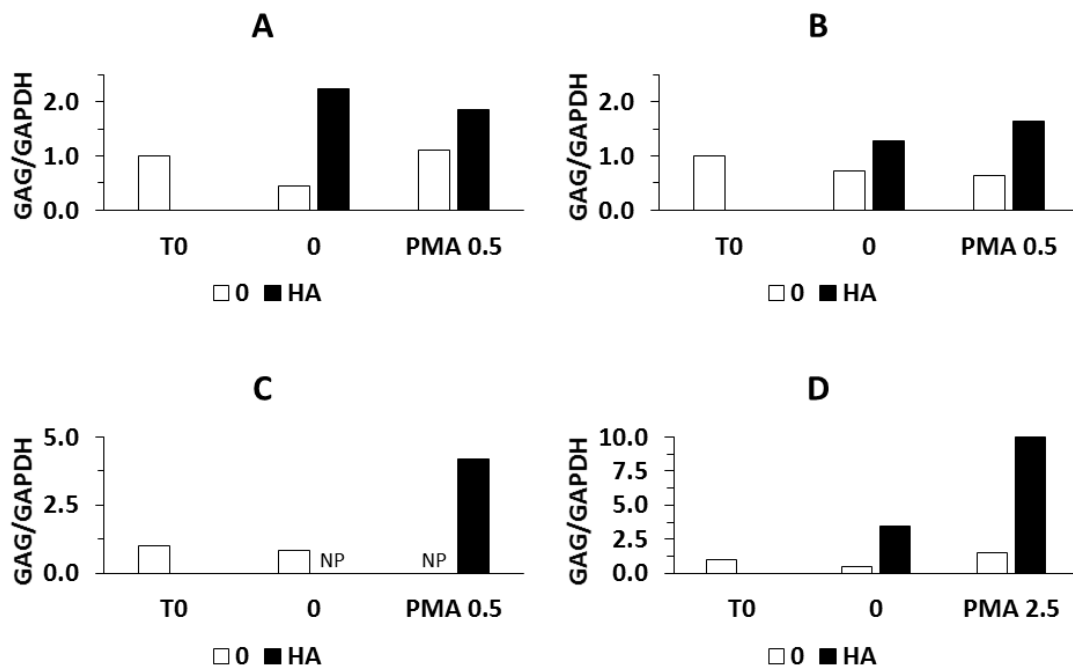 A
GAG/GAPDH
2.0
1.0
0.0
T0 0 PMA 0.5
0 HA
B
GAG/GAPDH
2.0
1.0
0.0
T0 0 PMA 0.5
0 HA
C
GAG/GAPDH
5.0
2.5
0.0
NP NP
T0 0 PMA 0.5
0 HA
D
GAG/GAPDH
10.0
7.5
5.0
2.5
0.0
T0 0 PMA 2.5
0 HA